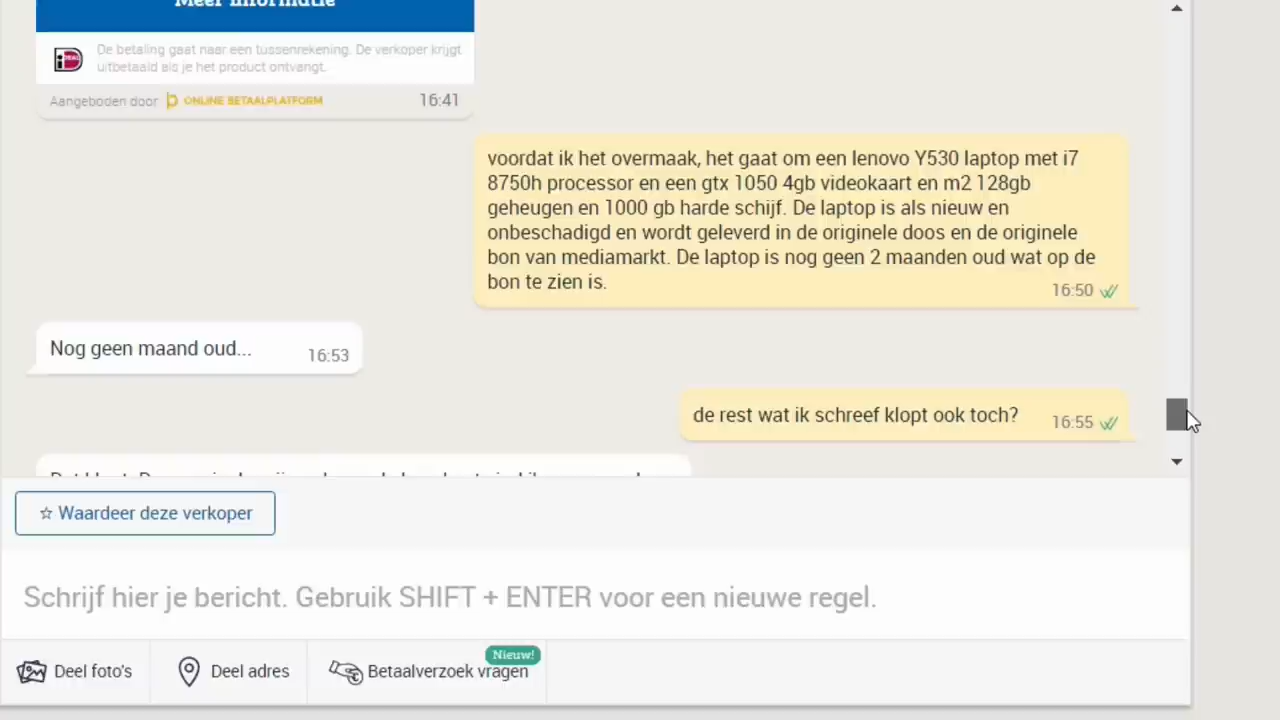 Meer informatie
De betaling gaat naar een tussenrekening. De verkoper krijgt
uitbetaald als je het product ontvangt.
Aangeboden door ONLINE BETAALPLATFORM 16:41
voordat ik het overmaak, het gaat om een lenovo Y530 laptop met i7
8750h processor en een gtx 1050 4gb videokaart en m2 128gb
geheugen en 1000 gb harde schijf. De laptop is als nieuw en
onbeschadigd en wordt geleverd in de originele doos en de originele
bon van mediamarkt. De laptop is nog geen 2 maanden oud wat op de
bon te zien is.
16:50
Nog geen maand oud...
16:53
de rest wat ik schreef klopt ook toch?
16:55
Waardeer deze verkoper
Schrijf hier je bericht. Gebruik SHIFT + ENTER voor een nieuwe regel.
Nieuw!
Deel foto's
Deel adres
Betaalverzoek vragen